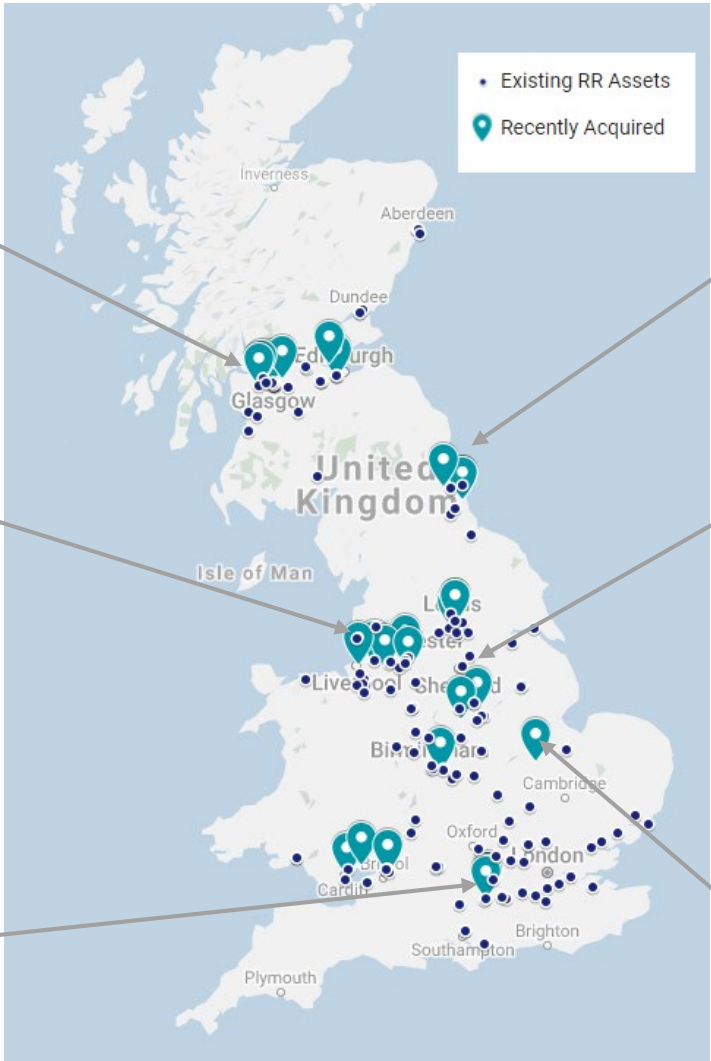 Existing RR Assets
Recently Acquired
Inverness
Aberdeen
Dundee
Glasgow
United
Kingdom
Isle of Man
Cambridge
Oxford
London
Cardiff
Brighton
Southampton
Plymouth